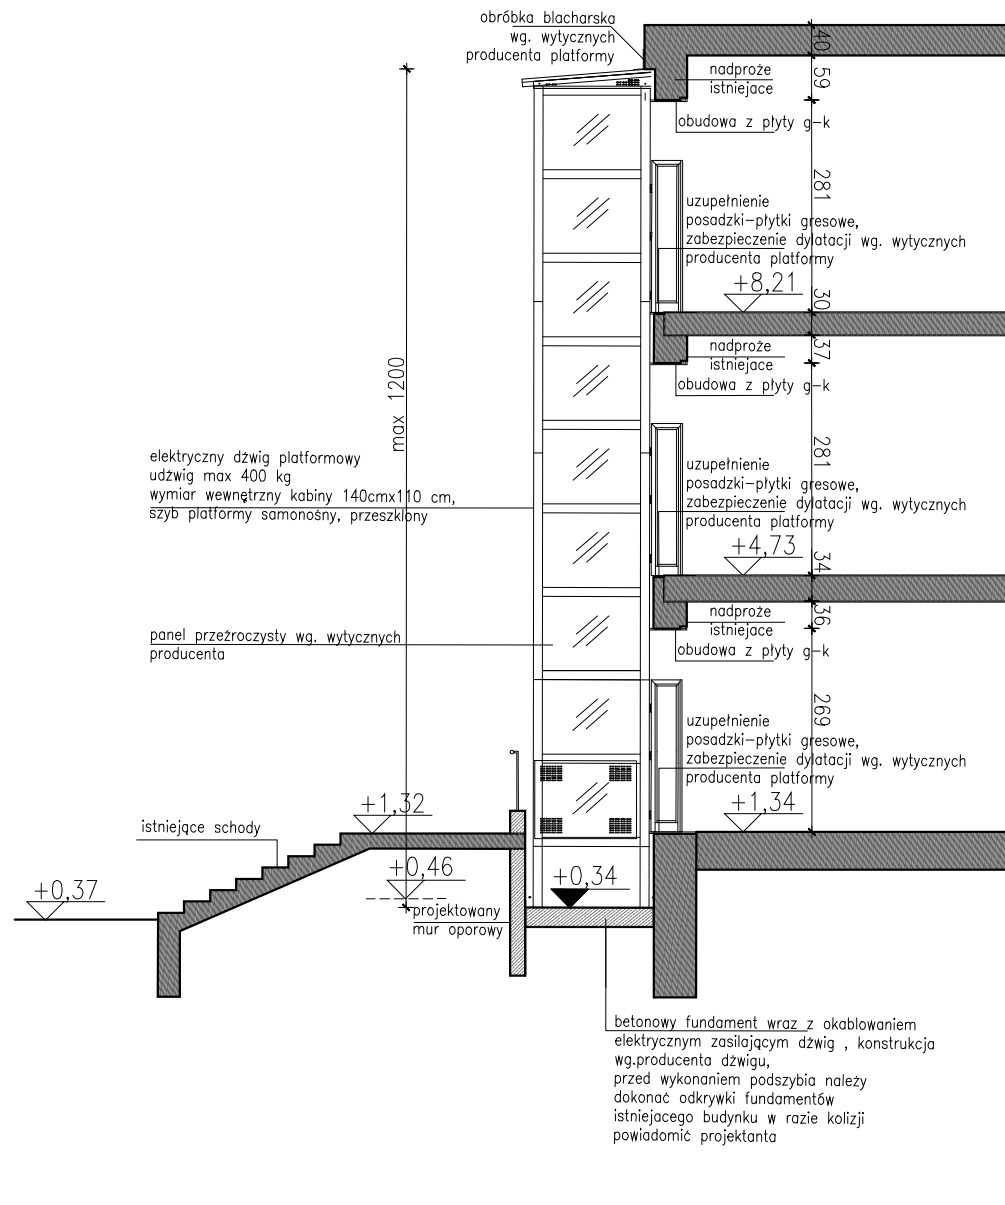 obróbka blacharska
wg. wytycznych
producenta platformy
40
59
nadproże
istniejace
obudowa z płyty g-k
281
uzupełnienie
posadzki-płytki gresowe,
zabezpieczenie dylatacji wg. wytycznych
producenta platformy
+8,21
30
37
nadproże
istniejace
obudowa z płyty g-k
max 1200
elektryczny dźwig platformowy
udźwig max 400 kg
wymiar wewnętrzny kabiny 140cmx110 cm,
szyb platformy samonośny, przeszklony
281
uzupełnienie
posadzki-płytki gresowe,
zabezpieczenie dylatacji wg. wytycznych
producenta platformy
+4,73
34
36
nadproże
istniejace
obudowa z płyty g-k
panel przeźroczysty wg. wytycznych
producenta
269
uzupełnienie
posadzki-płytki gresowe,
zabezpieczenie dylatacji wg. wytycznych
producenta platformy
+1,34
+1,32
istniejące schody
+0,46
+0,34
+0,37
projektowany
mur oporowy
betonowy fundament wraz z okablowaniem
elektrycznym zasilającym dźwig , konstrukcja
wg.producenta dźwigu,
przed wykonaniem podszybia należy
dokonać odkrywki fundamentów
istniejacego budynku w razie kolizji
powiadomić projektanta